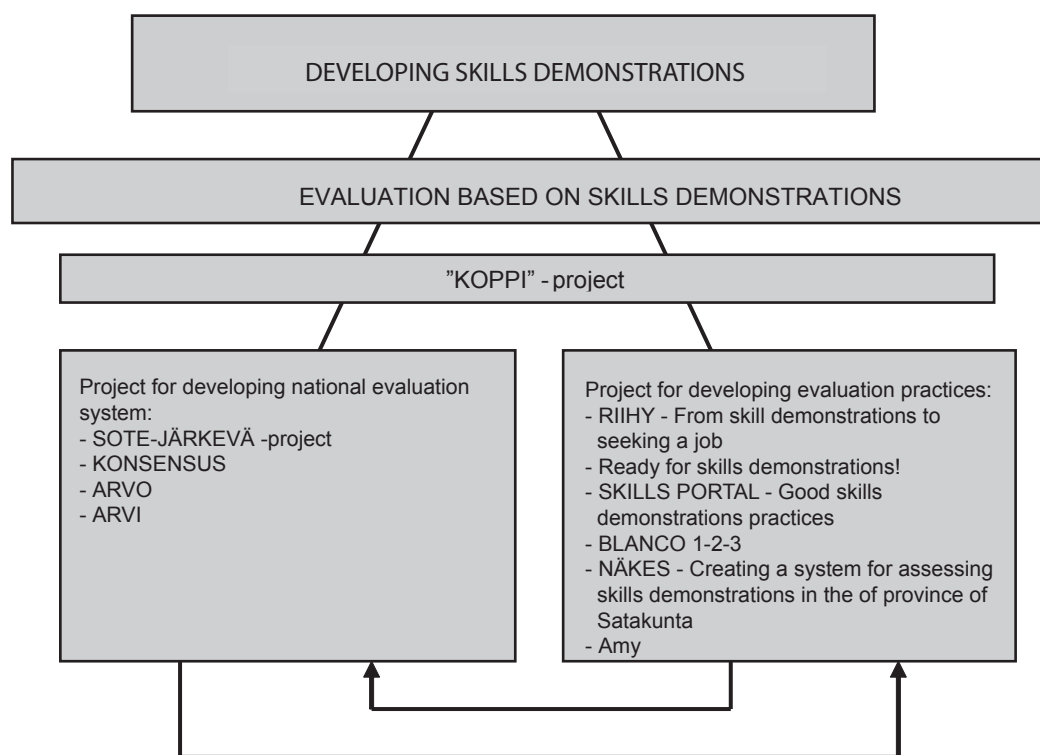 DEVELOPING SKILLS DEMONSTRATIONS
EVALUATION BASED ON SKILLS DEMONSTRATIONS
”KOPPI” - project
Project for developing national evaluation
system:
- SOTE-JÄRKEVÄ -project
- KONSENSUS
- ARVO
- ARVI
Project for developing evaluation practices:
- RIIHY - From skill demonstrations to
seeking a job
- Ready for skills demonstrations!
- SKILLS PORTAL - Good skills
demonstrations practices
- BLANCO 1-2-3
- NÄKES - Creating a system for assessing
skills demonstrations in the of province of
Satakunta
- Amy